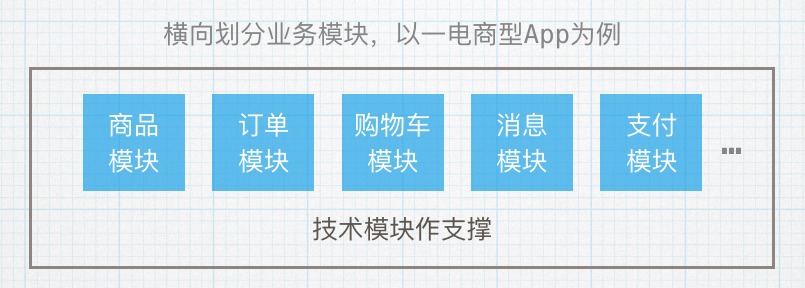 横向划分业务模块，以一电商型App为例
商品
模块
订单
模块
购物车
模块
消息
模块
支付
模块
...
技术模块作支撑